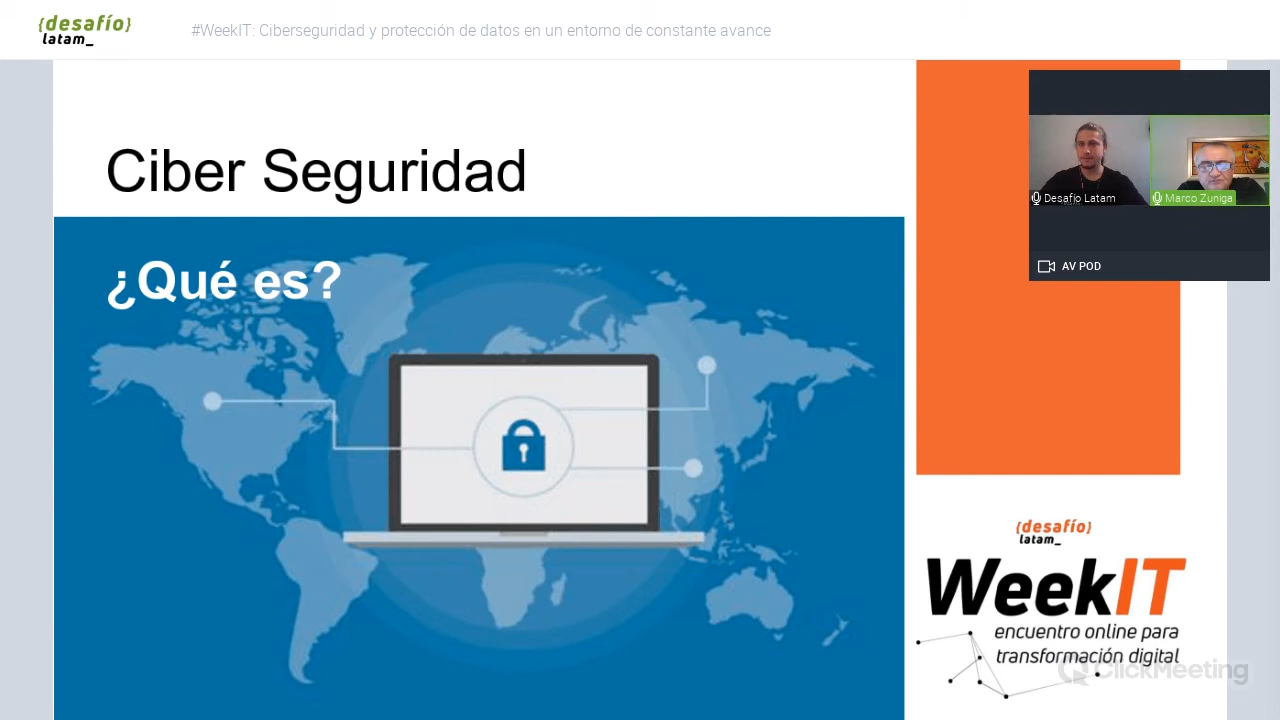 {desafío}
latam_
#WeekIT: Ciberseguridad y protección de datos en un entorno de constante avance
Ciber Seguridad
¿Qué es?
Desafío Latam
Marco Zuniga
AV POD
{desafío}
latam_
WeekIT
encuentro online para
transformación digital
ClickMeeting